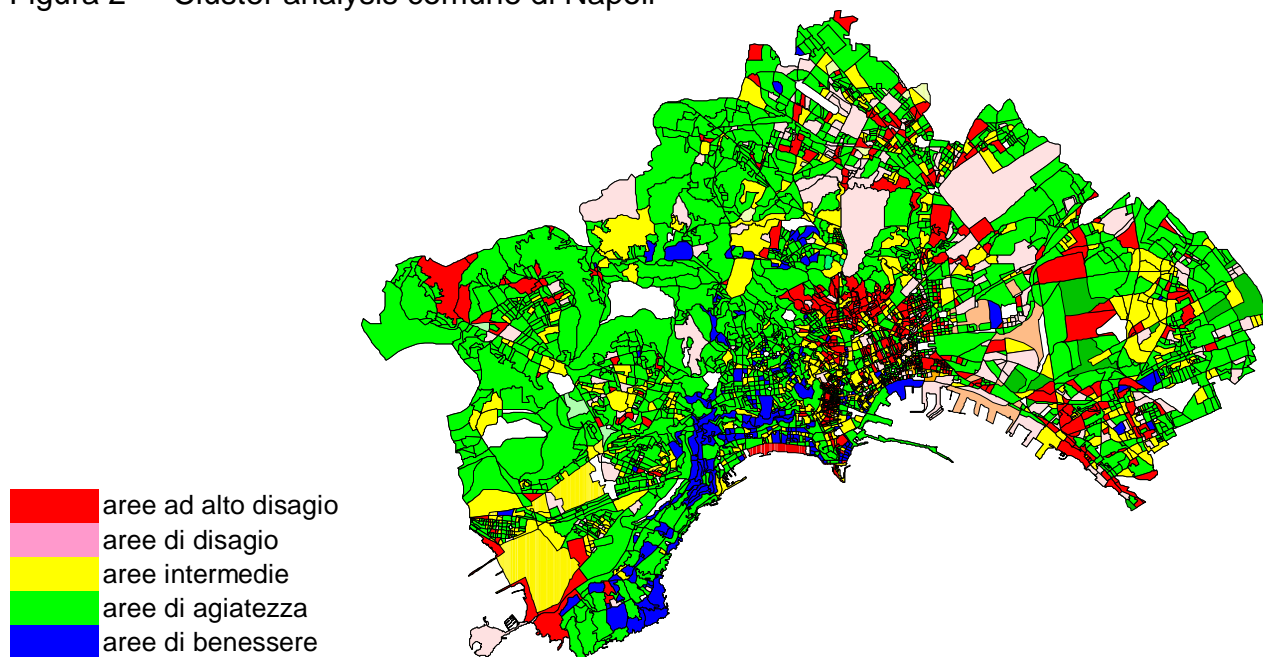 Figura 2 Cluster analysis comune di Napoli
aree ad alto disagio
aree di disagio
aree intermedie
aree di agiatezza
aree di benessere